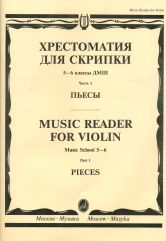 Music Reader for Violin
ХРЕСТОМАТИЯ
ДЛЯ СКРИПКИ
5—6 классы ДМШ
Часть 1
ПЬЕСЫ
MUSIC READER
FOR VIOLIN
Music School 5—6
Part 1
PIECES
Москва · Музыка Moscow · Muzyka